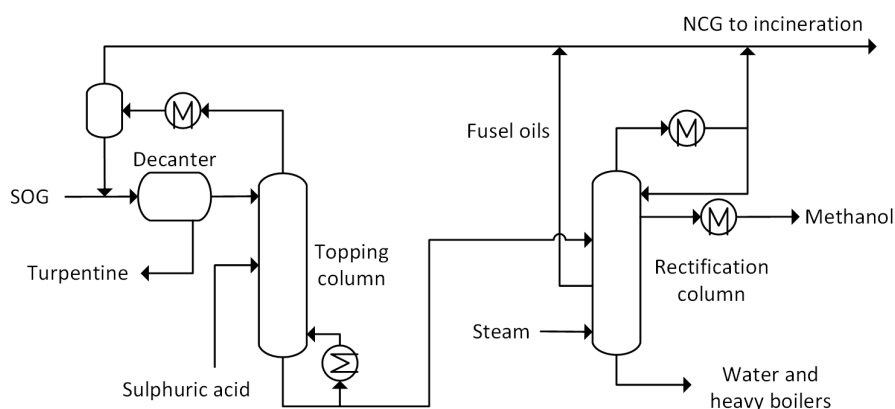 NCG to incineration
Fusel oils
Decanter
SOG
Methanol
Turpentine
Topping
column
Rectification
column
Steam
Sulphuric acid
Water and
heavy boilers